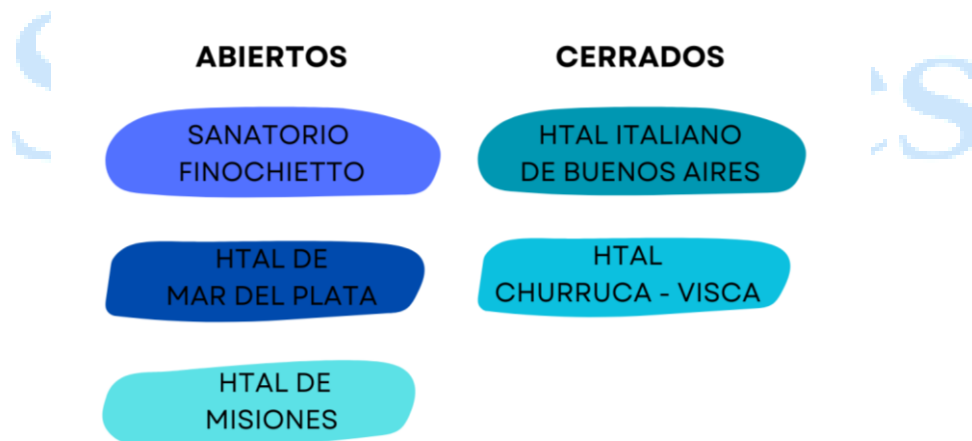 ABIERTOS
SANATORIO
FINOCHIETTO
HTAL DE
MAR DEL PLATA
HTAL DE
MISIONES
CERRADOS
HTAL ITALIANO
DE BUENOS AIRES
HTAL
CHURRUCA - VISCA